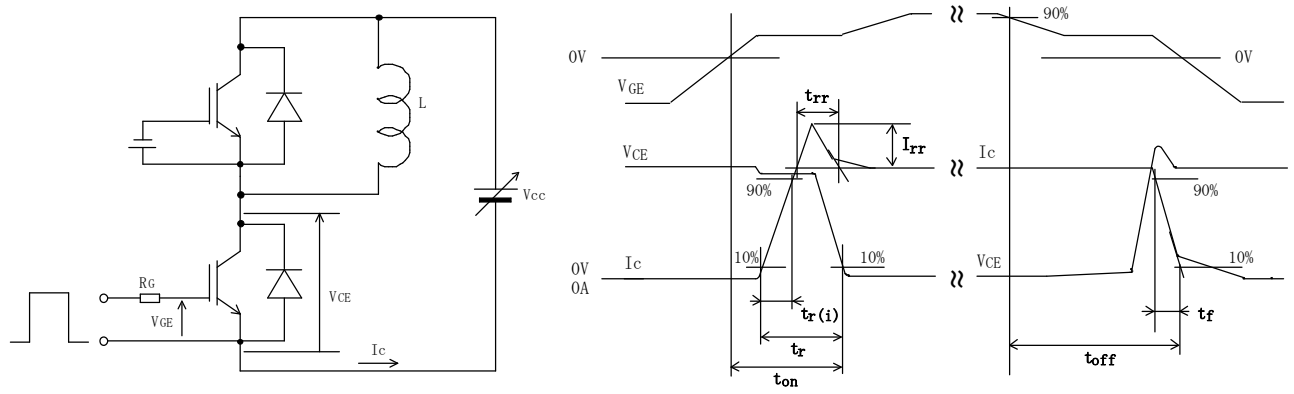 L
Vcc
RG
VGE
VCE
Ic
0V
VGE
VCE
0V
0A
Ic
90%
10%
10%
trr
Irr
tr(i)
tr
ton
90%
0V
Ic
90%
VCE
10%
tf
toff